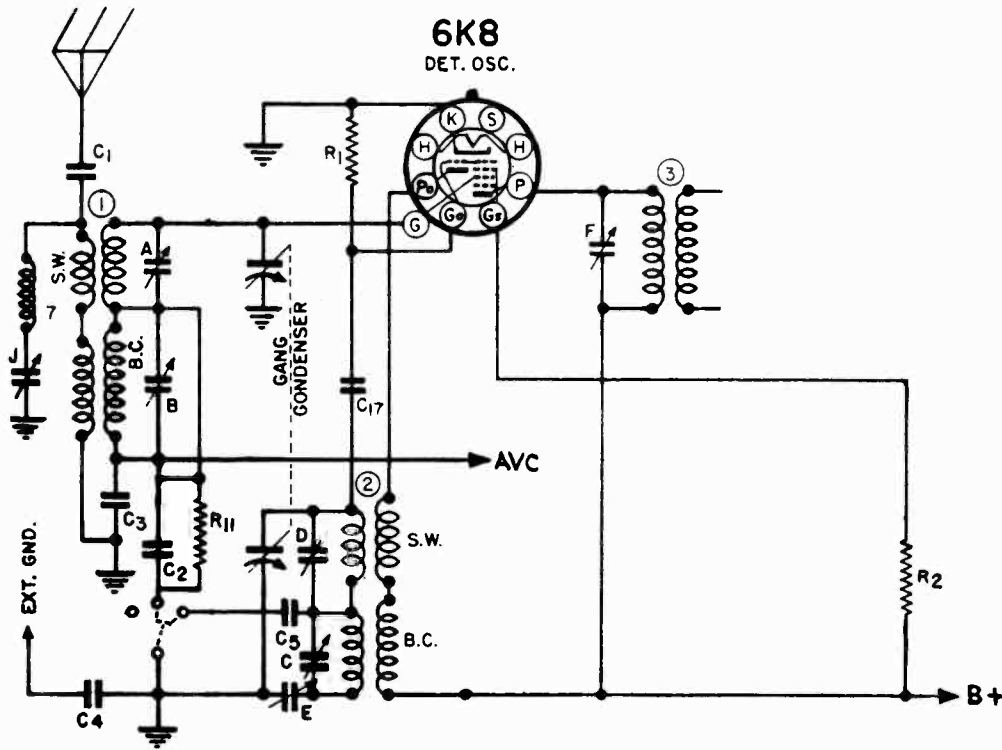 6K8
DET. OSC.
K
S
H
H
PO
P
G
GO
GS
R1
C1
1
3
A
F
S.W.
7
J
B.C.
B
GANG
GONDENSER
C17
AVC
C3
2
R11
D
S.W.
C2
R2
EXT. GND.
C5
C
B.C.
C4
E
B+